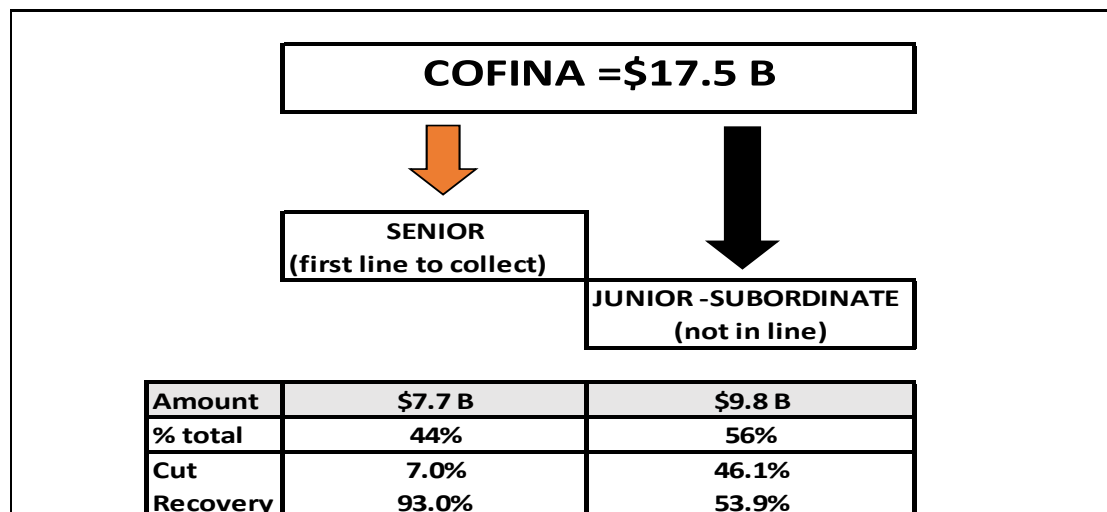 COFINA =$17.5 B
SENIOR
(first line to collect)
JUNIOR -SUBORDINATE
(not in line)
Amount $7.7 B $9.8 B
% total 44% 56%
Cut 7.0% 46.1%
Recovery 93.0% 53.9%